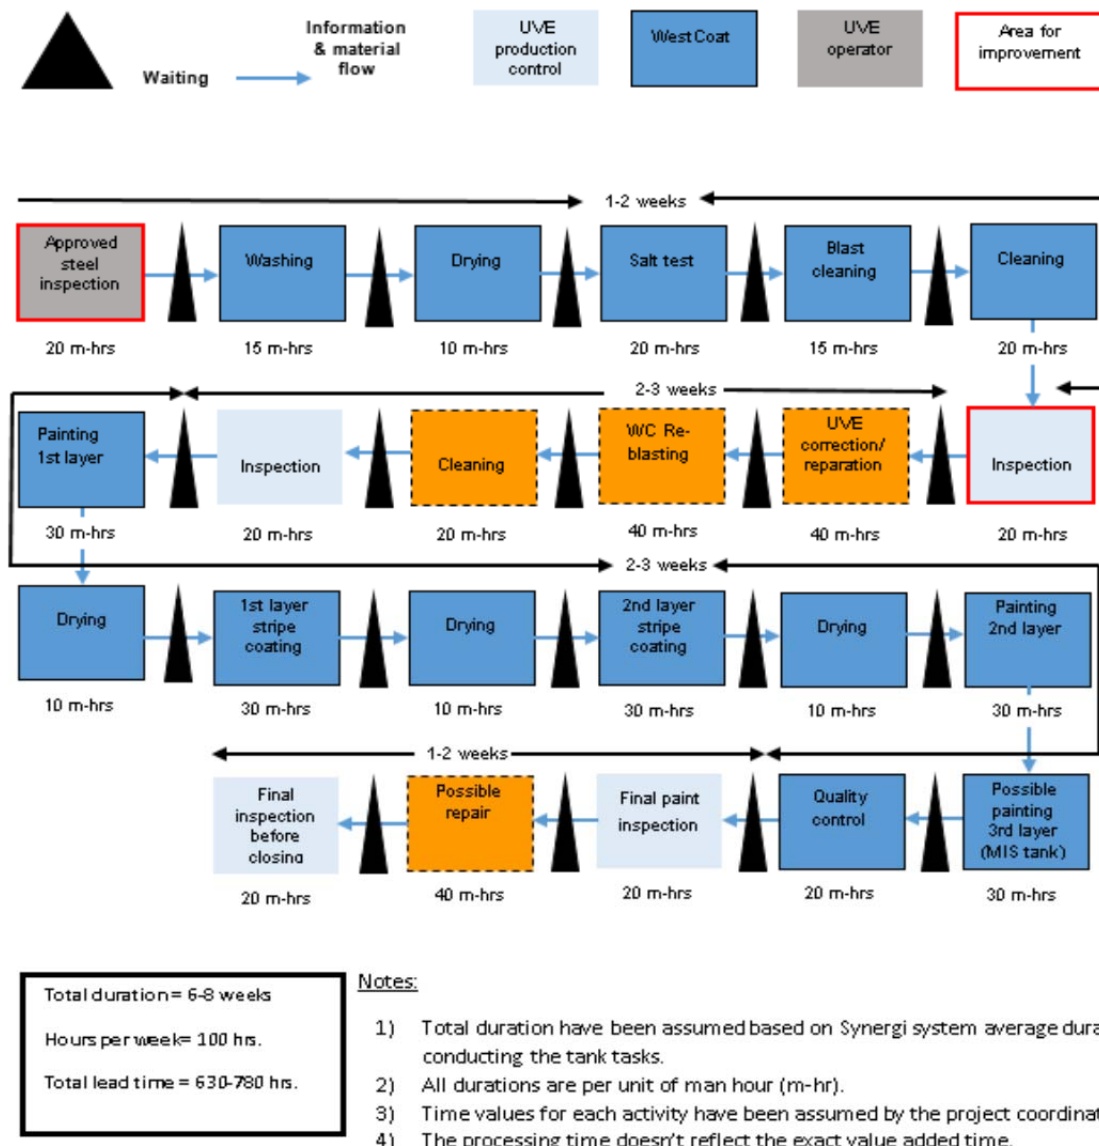 Waiting
Information
& material
flow
UVE
production
control
West Coat
UVE
operator
Area for
improvement
1-2 weeks
Approved
steel
inspection
Washing
Drying
Salt test
Blast
cleaning
Cleaning
20 m-hrs
15 m-hrs
10 m-hrs
20 m-hrs
15 m-hrs
20 m-hrs
2-3 weeks
Painting
1st layer
Inspection
Cleaning
WC Re-
blasting
UVE
correction/
reparation
Inspection
30 m-hrs
20 m-hrs
20 m-hrs
40 m-hrs
40 m-hrs
20 m-hrs
2-3 weeks
Drying
1st layer
stripe
coating
Drying
2nd layer
stripe
coating
Drying
Painting
2nd layer
10 m-hrs
30 m-hrs
10 m-hrs
30 m-hrs
10 m-hrs
30 m-hrs
1-2 weeks
Final
inspection
before
closing
Possible
repair
Final paint
inspection
Quality
control
Possible
painting
3rd layer
(MIS tank)
20 m-hrs
40 m-hrs
20 m-hrs
20 m-hrs
30 m-hrs
Total duration= 6-8 weeks
Hours per week= 100 hrs.
Total lead time = 630-780 hrs.
Notes:
1) Total duration have been assumed based on Synergi system average dura
conducting the tank tasks.
2) All durations are per unit of man hour (m-hr).
3) Time values for each activity have been assumed by the project coordinat
4) The processing time doesn't reflect the exact value added time.